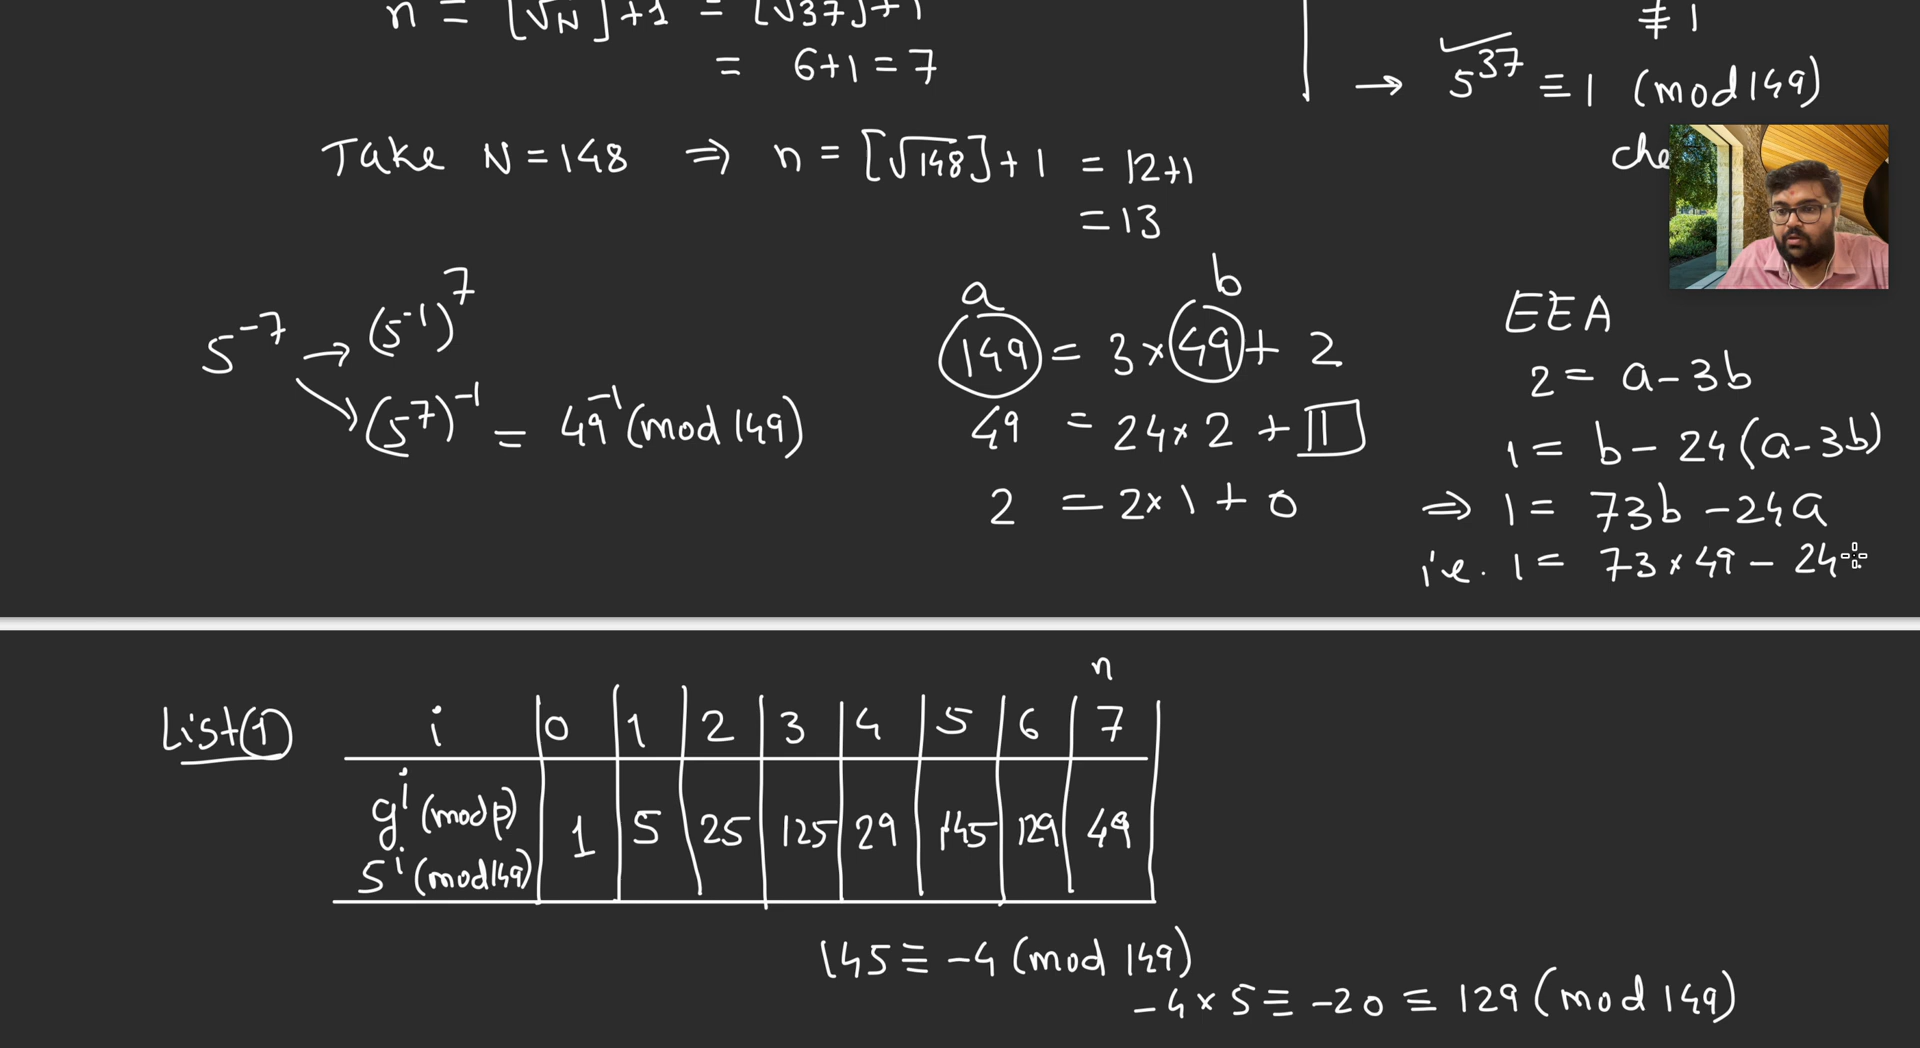 n = [√N] + 1 = [√37] + 1
= 6+1 = 7
≢ 1
→ 5^37 ≡ 1 (mod 149)
Take N = 148 ⇒ n = [√148] + 1 = 12+1
= 13
5^-7 → (5^-1)^7
→ (5^7)^-1 = 49^-1 (mod 149)
a b
149 = 3×49 + 2
49 = 24×2 + 1
2 = 2×1 + 0
EEA
2 = a-3b
1 = b - 24(a-3b)
⇒ 1 = 73b - 24a
i.e. 1 = 73×49 - 24
n
List 1
i 0 1 2 3 4 5 6 7
g^i (mod p)
5^i (mod 149) 1 5 25 125 29 145 129 49
145 ≡ -4 (mod 149)
-4×5 ≡ -20 ≡ 129 (mod 149)